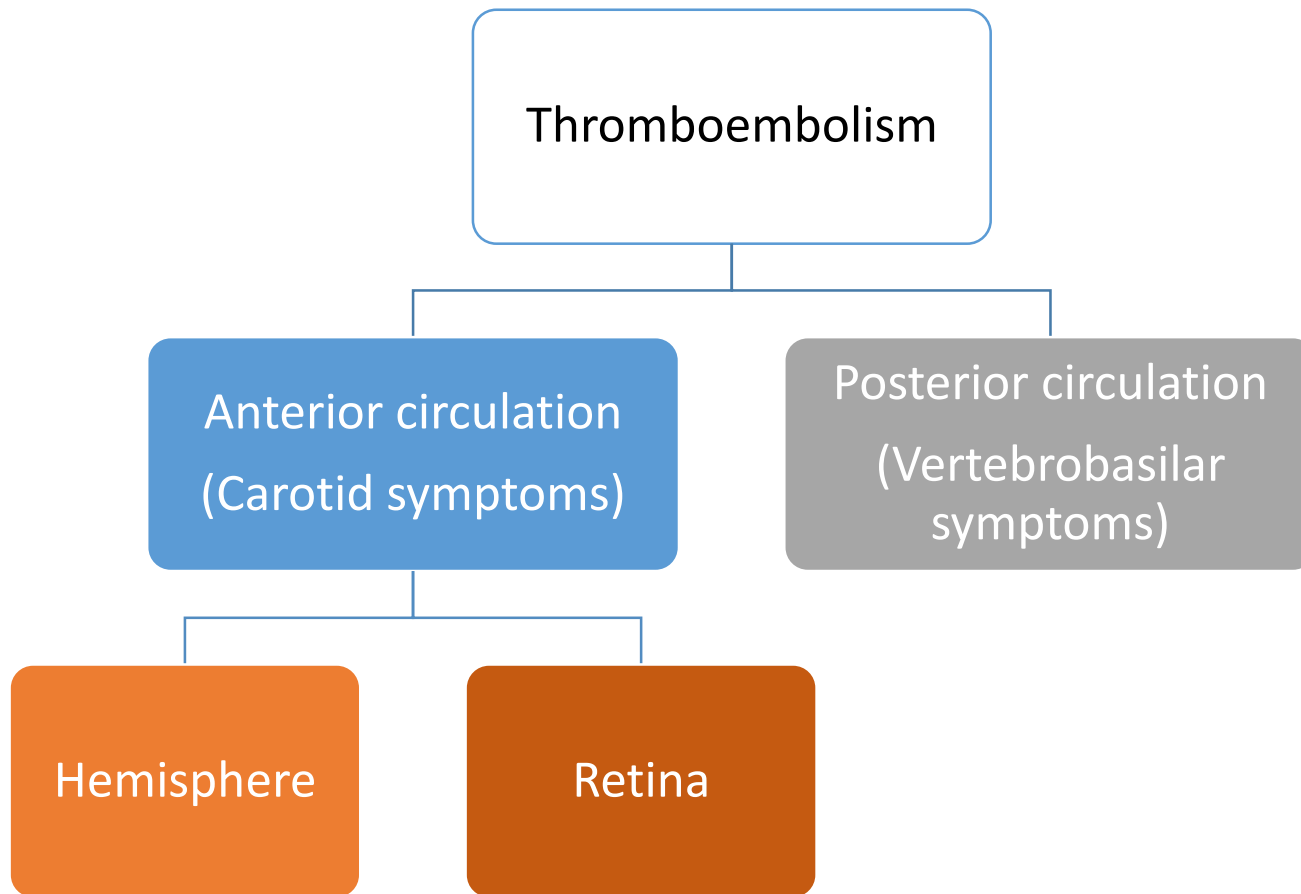 Thromboembolism
Anterior circulation
(Carotid symptoms)
Posterior circulation
(Vertebrobasilar
symptoms)
Hemisphere
Retina